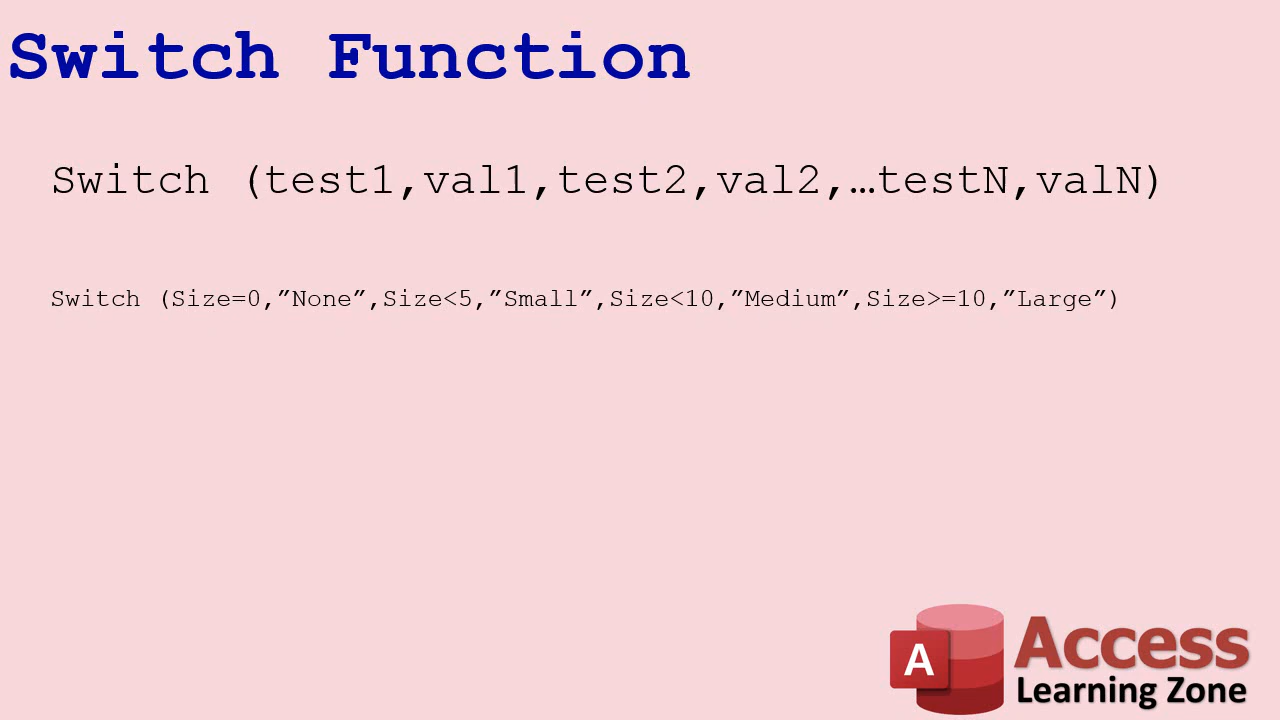 Switch Function
Switch (test1,val1,test2,val2,…testN,valN)
Switch (Size=0,”None”,Size<5,”Small”,Size<10,”Medium”,Size>=10,”Large”)
A
Access
Learning Zone